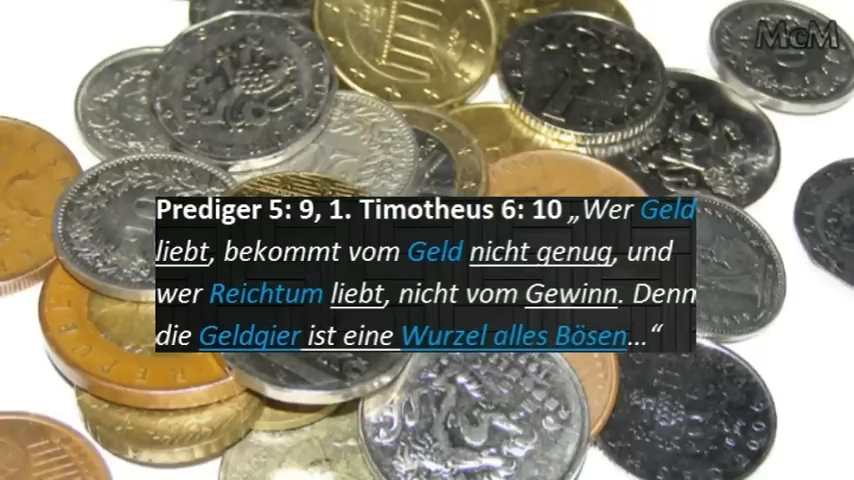 McM
Prediger 5: 9, 1. Timotheus 6: 10 „Wer Geld
liebt, bekommt vom Geld nicht genug, und
wer Reichtum liebt, nicht vom Gewinn. Denn
die Geldgier ist eine Wurzel alles Bösen...“